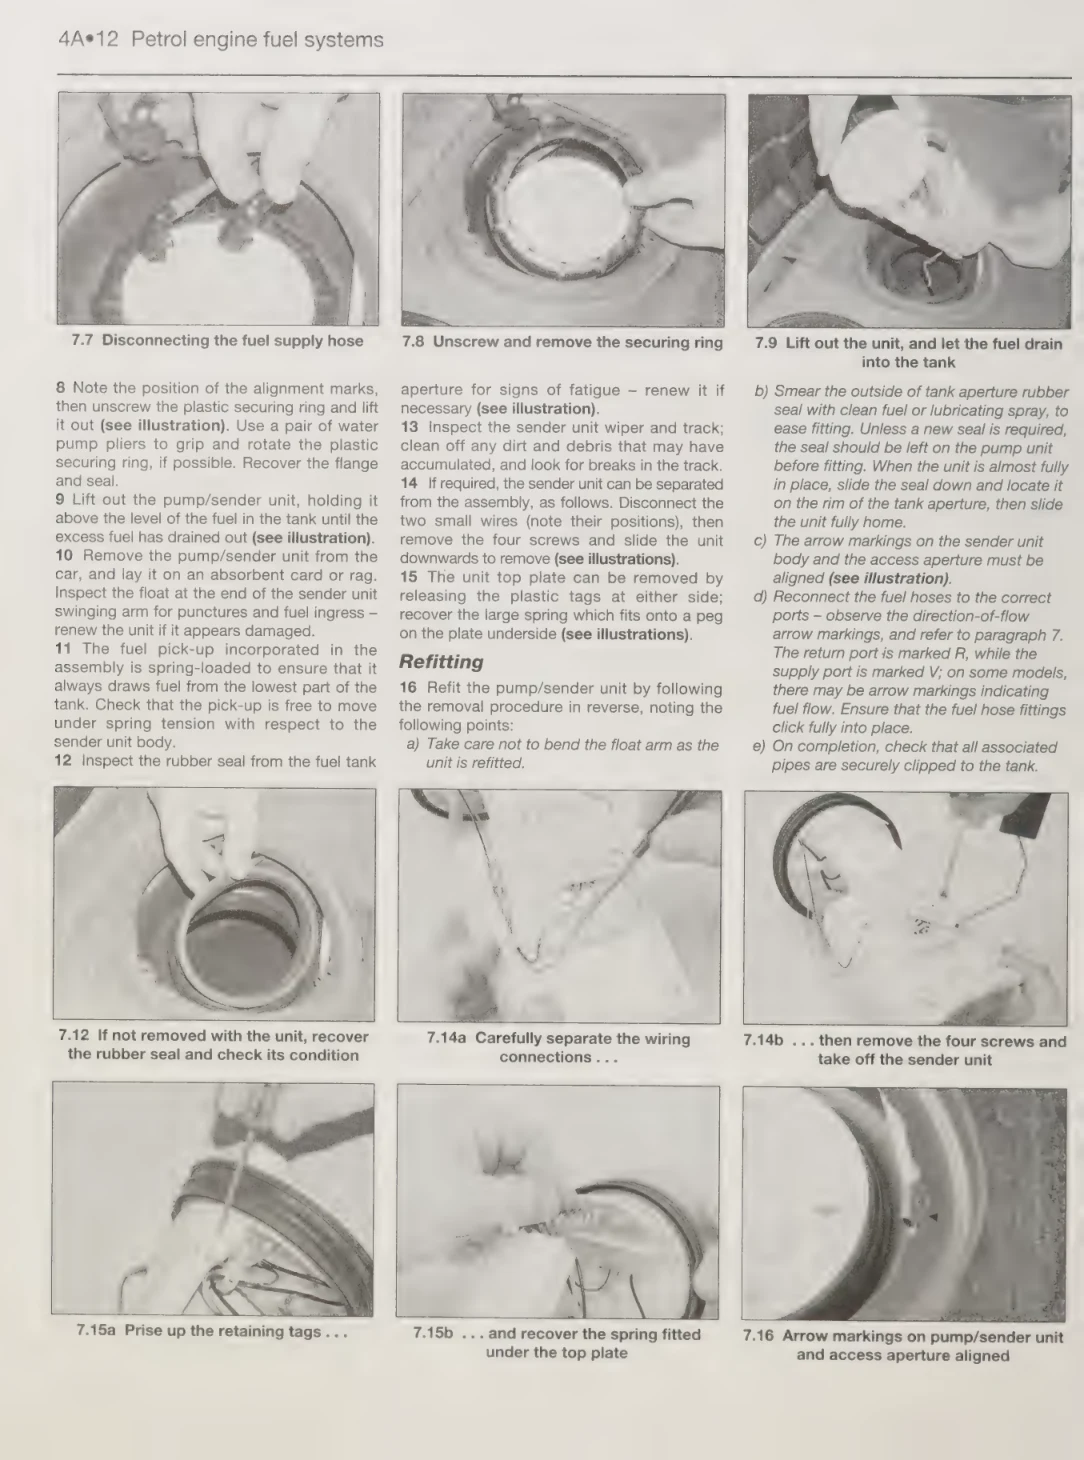 4A•12 Petrol engine fuel systems
7.7 Disconnecting the fuel supply hose
7.8 Unscrew and remove the securing ring
7.9 Lift out the unit, and let the fuel drain
into the tank
8 Note the position of the alignment marks,
then unscrew the plastic securing ring and lift
it out (see illustration). Use a pair of water
pump pliers to grip and rotate the plastic
securing ring, if possible. Recover the flange
and seal.
9 Lift out the pump/sender unit, holding it
above the level of the fuel in the tank until the
excess fuel has drained out (see illustration).
10 Remove the pump/sender unit from the
car, and lay it on an absorbent card or rag.
Inspect the float at the end of the sender unit
swinging arm for punctures and fuel ingress –
renew the unit if it appears damaged.
11 The fuel pick-up incorporated in the
assembly is spring-loaded to ensure that it
always draws fuel from the lowest part of the
tank. Check that the pick-up is free to move
under spring tension with respect to the
sender unit body.
12 Inspect the rubber seal from the fuel tank
aperture for signs of fatigue – renew it if
necessary (see illustration).
13 Inspect the sender unit wiper and track;
clean off any dirt and debris that may have
accumulated, and look for breaks in the track.
14 If required, the sender unit can be separated
from the assembly, as follows. Disconnect the
two small wires (note their positions), then
remove the four screws and slide the unit
downwards to remove (see illustrations).
15 The unit top plate can be removed by
releasing the plastic tags at either side;
recover the large spring which fits onto a peg
on the plate underside (see illustrations).
Refitting
16 Refit the pump/sender unit by following
the removal procedure in reverse, noting the
following points:
a) Take care not to bend the float arm as the
unit is refitted.
b) Smear the outside of tank aperture rubber
seal with clean fuel or lubricating spray, to
ease fitting. Unless a new seal is required,
the seal should be left on the pump unit
before fitting. When the unit is almost fully
in place, slide the seal down and locate it
on the rim of the tank aperture, then slide
the unit fully home.
c) The arrow markings on the sender unit
body and the access aperture must be
aligned (see illustration).
d) Reconnect the fuel hoses to the correct
ports – observe the direction-of-flow
arrow markings, and refer to paragraph 7.
The return port is marked R, while the
supply port is marked V; on some models,
there may be arrow markings indicating
fuel flow. Ensure that the fuel hose fittings
click fully into place.
e) On completion, check that all associated
pipes are securely clipped to the tank.
7.12 If not removed with the unit, recover
the rubber seal and check its condition
7.14a Carefully separate the wiring
connections . . .
7.14b . . . then remove the four screws and
take off the sender unit
7.15a Prise up the retaining tags . . .
7.15b . . . and recover the spring fitted
under the top plate
7.16 Arrow markings on pump/sender unit
and access aperture aligned